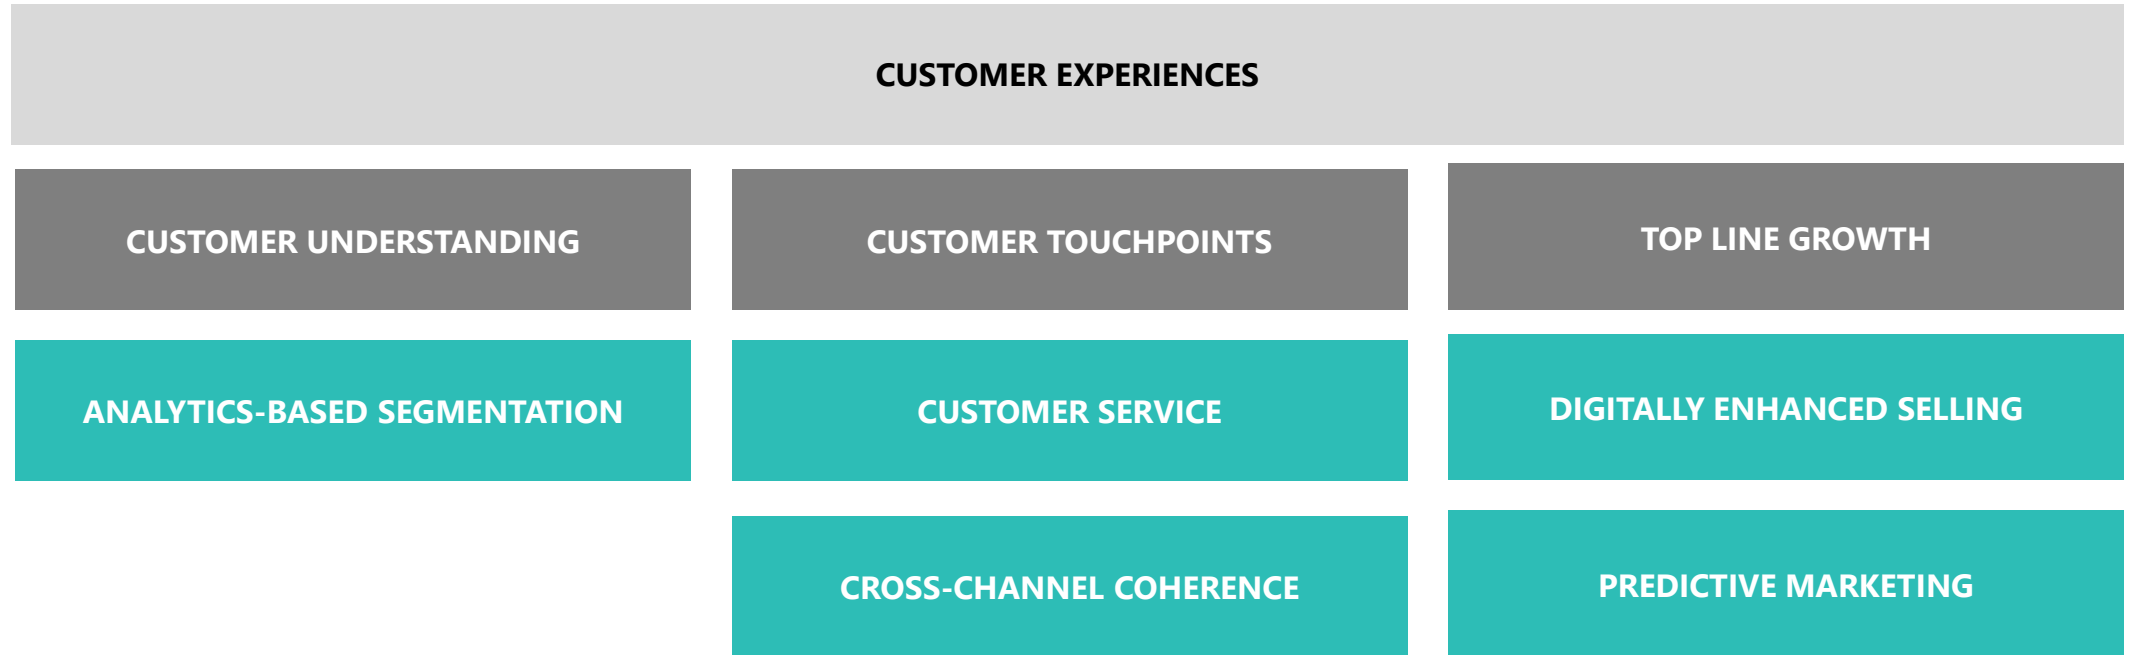 CUSTOMER EXPERIENCES
CUSTOMER UNDERSTANDING
CUSTOMER TOUCHPOINTS
TOP LINE GROWTH
ANALYTICS-BASED SEGMENTATION
CUSTOMER SERVICE
DIGITALLY ENHANCED SELLING
CROSS-CHANNEL COHERENCE
PREDICTIVE MARKETING